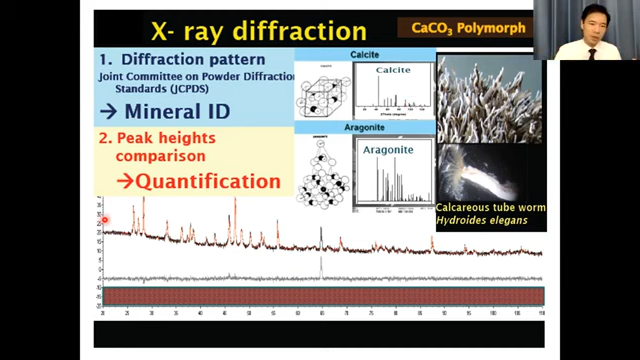 X- ray diffraction
CaCO3 Polymorph
1. Diffraction pattern
Joint Committee on Powder Diffraction
Standards (JCPDS)
→ Mineral ID
2. Peak heights
comparison
→Quantification
Calcite
Calcite
Aragonite
Aragonite
Calcareous tube worm
Hydroides elegans